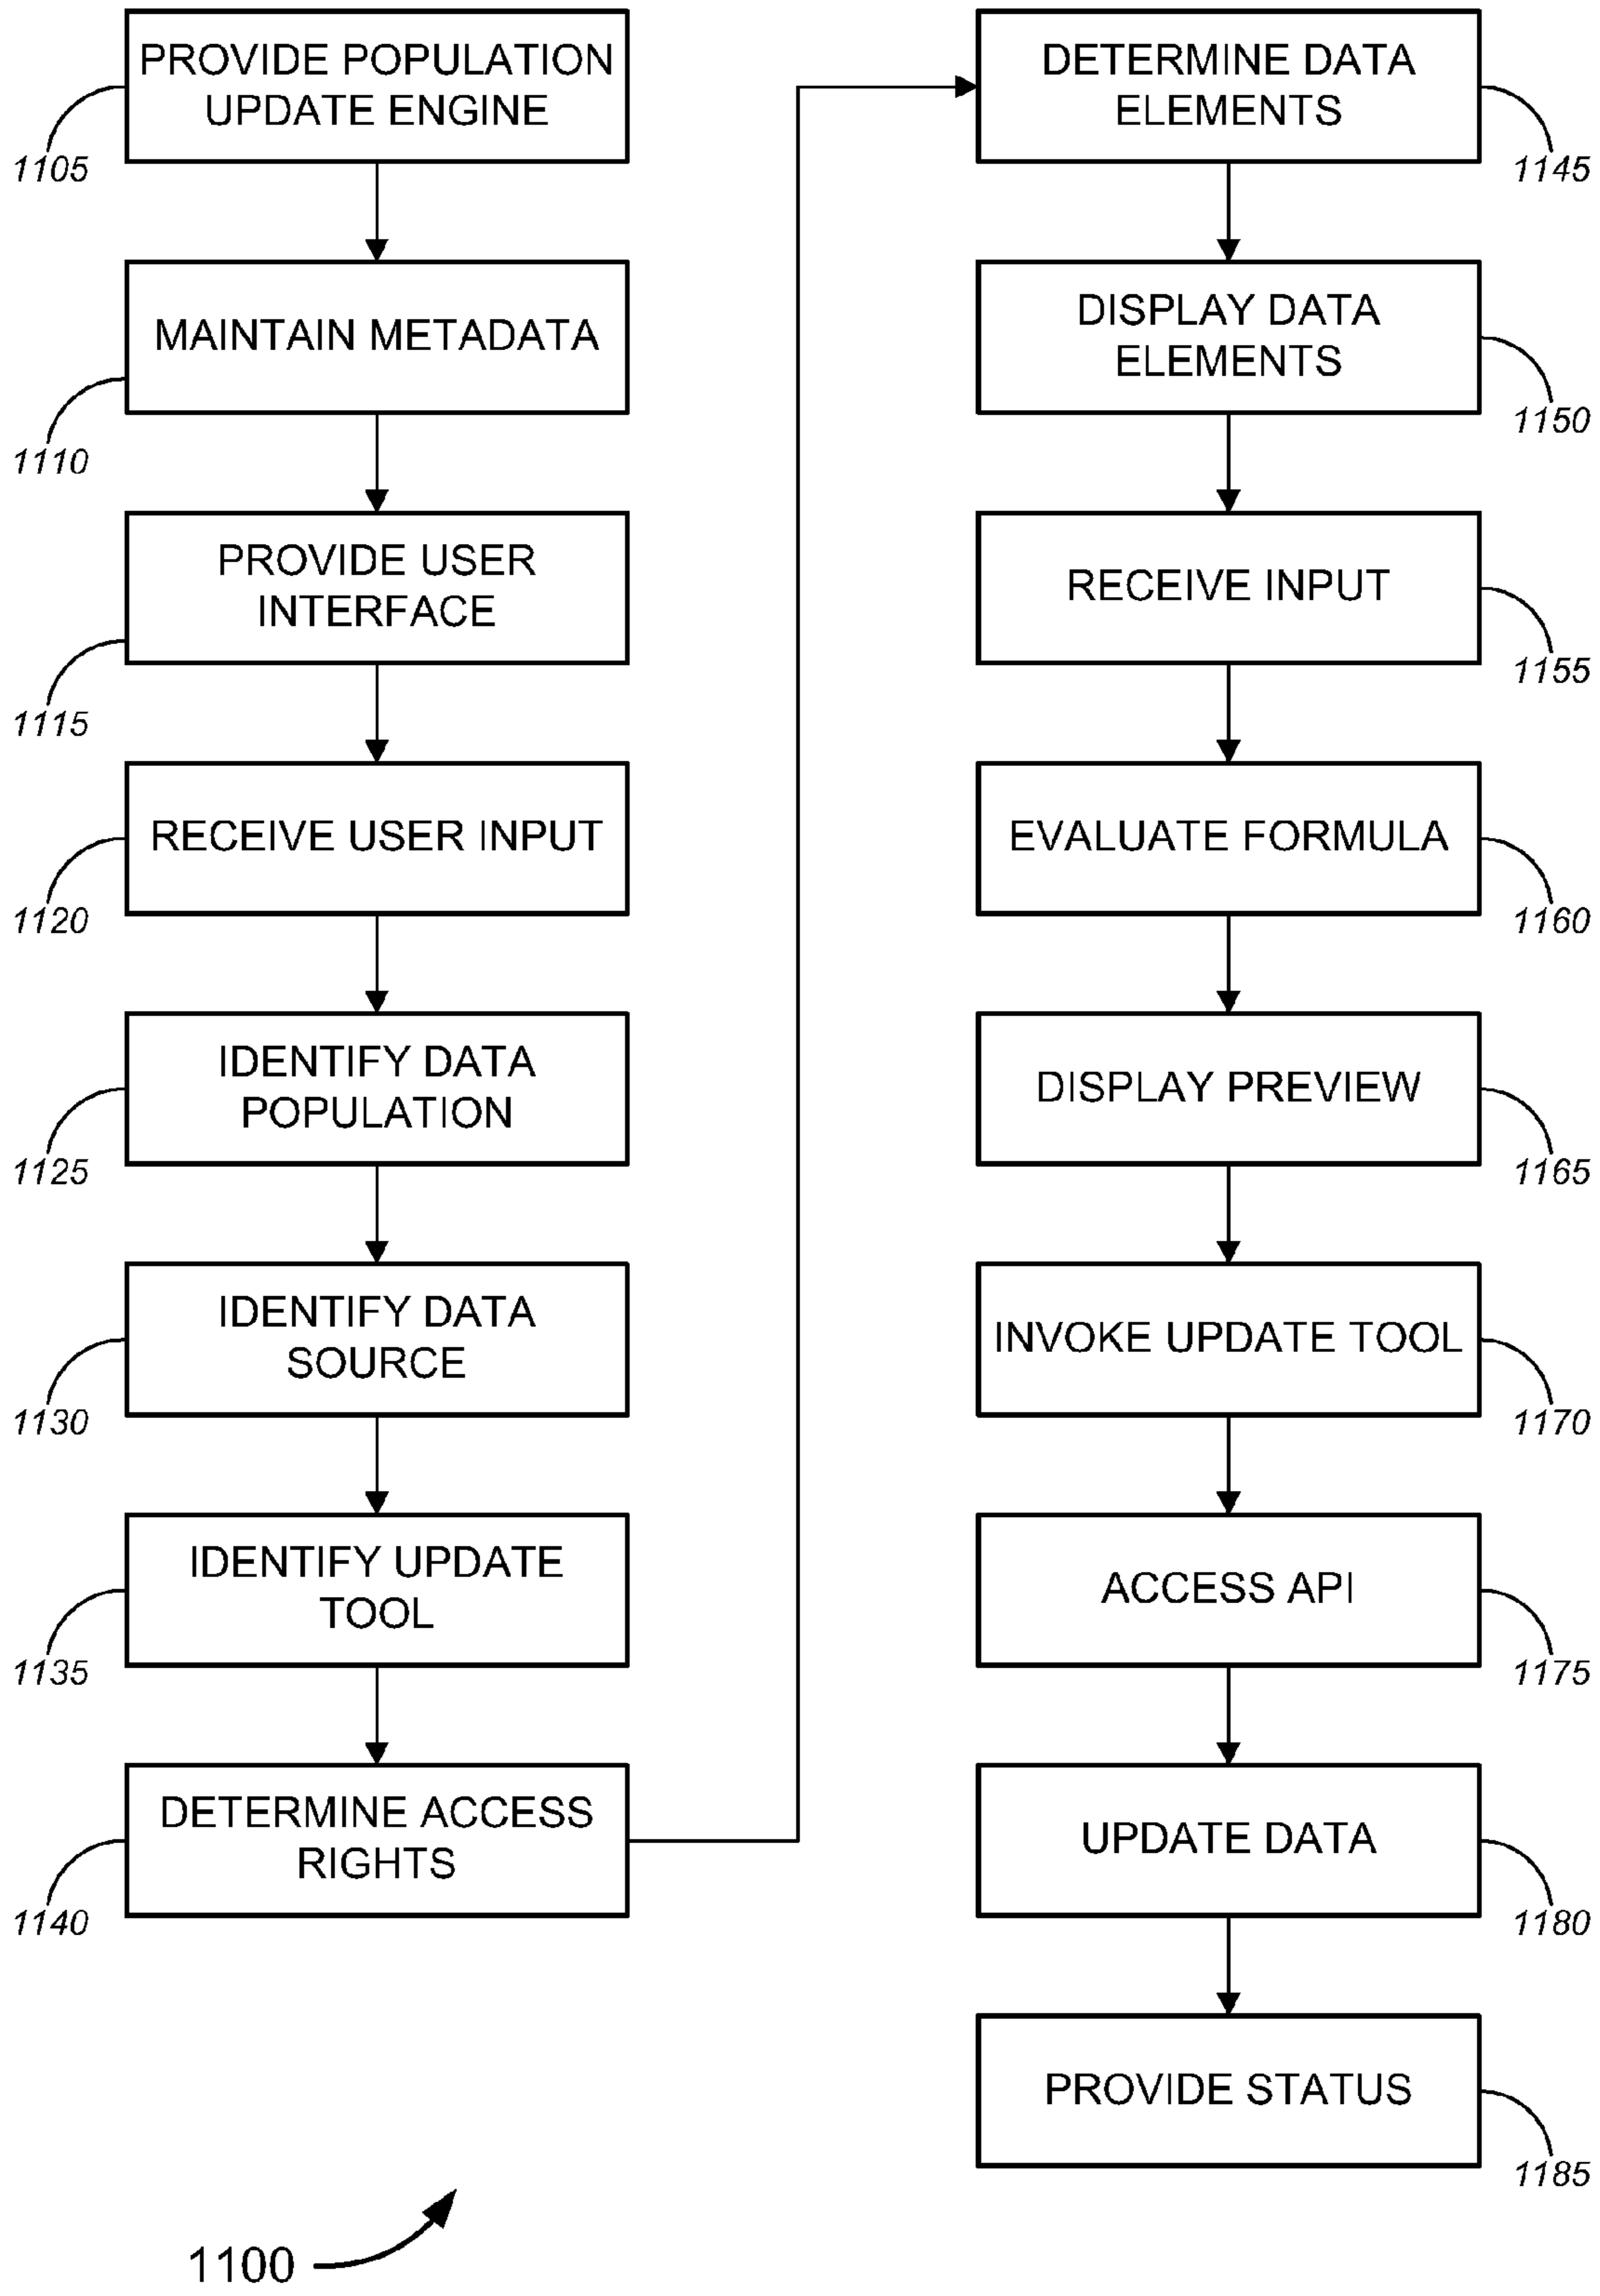 PROVIDE POPULATION
UPDATE ENGINE
1105
MAINTAIN METADATA
1110
PROVIDE USER
INTERFACE
1115
RECEIVE USER INPUT
1120
IDENTIFY DATA
POPULATION
1125
IDENTIFY DATA
SOURCE
1130
IDENTIFY UPDATE
TOOL
1135
DETERMINE ACCESS
RIGHTS
1140
DETERMINE DATA
ELEMENTS
1145
DISPLAY DATA
ELEMENTS
1150
RECEIVE INPUT
1155
EVALUATE FORMULA
1160
DISPLAY PREVIEW
1165
INVOKE UPDATE TOOL
1170
ACCESS API
1175
UPDATE DATA
1180
PROVIDE STATUS
1185
1100